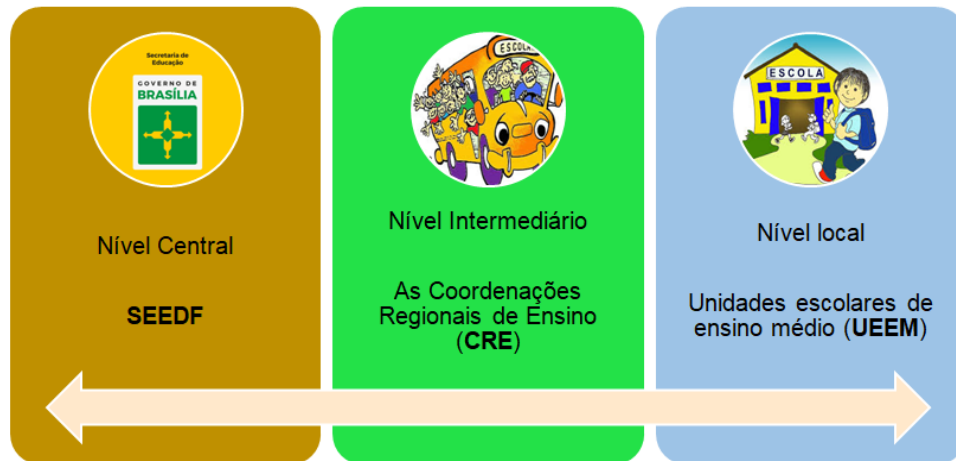 Secretaria de
Educação
GOVERNO DE
BRASÍLIA
Nível Central
SEEDF
ESCOLA
Nível Intermediário
As Coordenações
Regionais de Ensino
(CRE)
ESCOLA
Nível local
Unidades escolares de
ensino médio (UEEM)